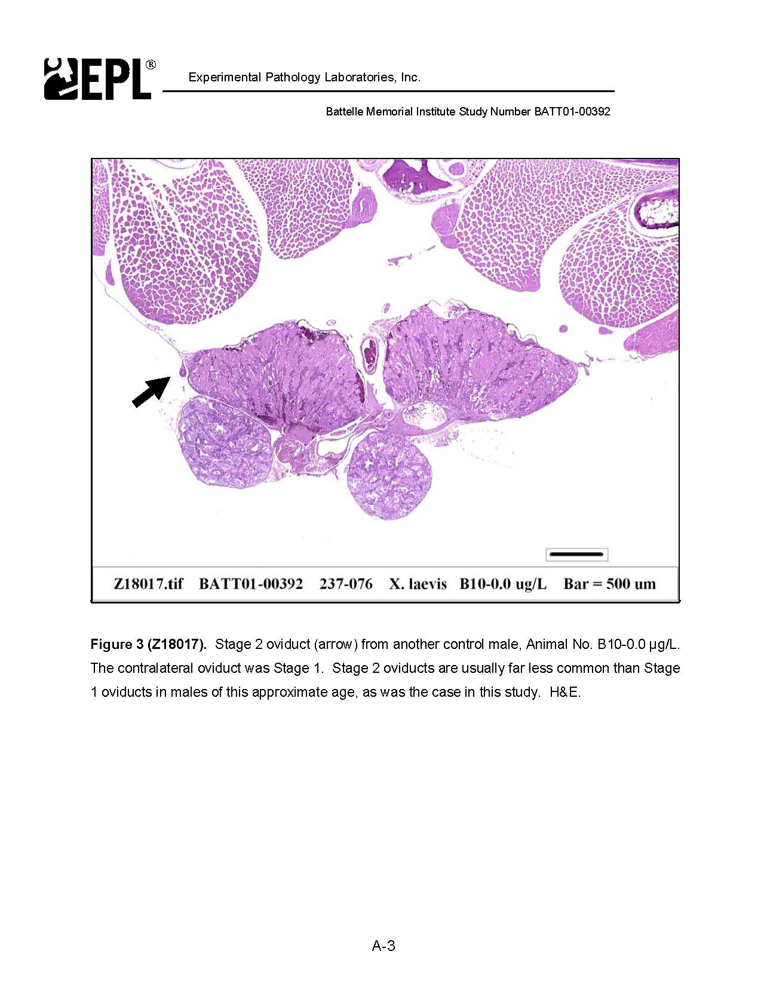 EPL®
Experimental Pathology Laboratories, Inc.
Battelle Memorial Institute Study Number BATT01-00392
Z18017.tif BATT01-00392 237-076 X. laevis B10-0.0 ug/L Bar = 500 um
Figure 3 (Z18017). Stage 2 oviduct (arrow) from another control male, Animal No. B10-0.0 µg/L.
The contralateral oviduct was Stage 1. Stage 2 oviducts are usually far less common than Stage
1 oviducts in males of this approximate age, as was the case in this study. H&E.
A-3